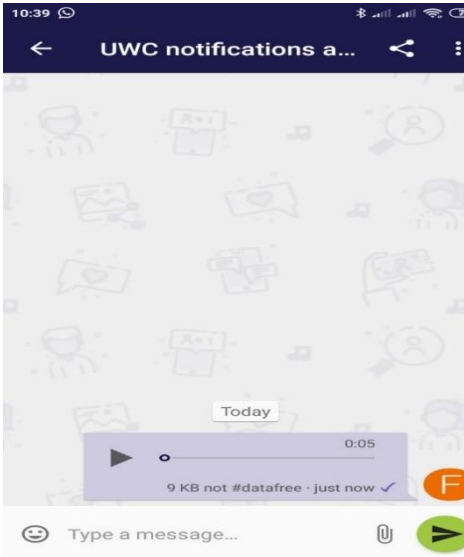 10:39
UWC notifications a...
Today
0:05
9 KB not #datafree · just now
F
Type a message...